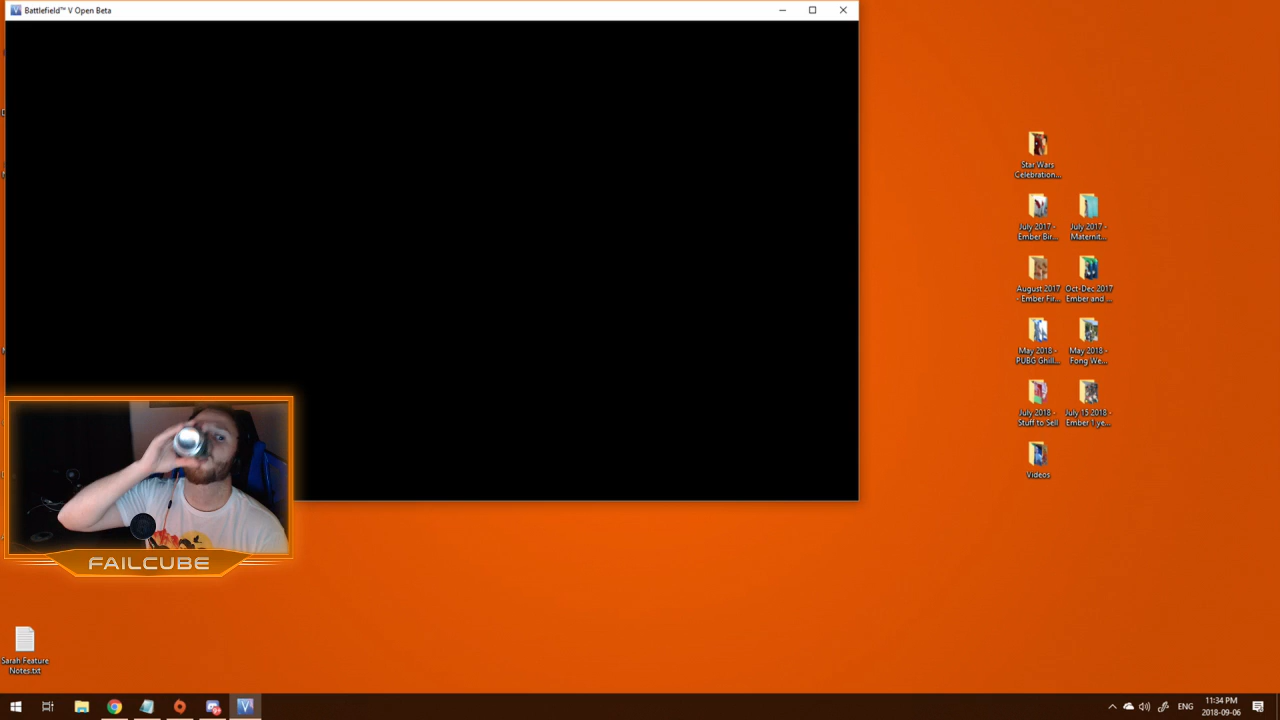 Battlefield™ V Open Beta
Star Wars
Celebration...
July 2017 -
Ember Bir...
July 2017 -
Maternit...
August 2017
- Ember Fir...
Oct-Dec 2017
Ember and ...
May 2018 -
PUBG Ghill...
May 2018 -
Fong We...
July 2018 -
Stuff to Sell
July 15 2018 -
Ember 1 ye...
Videos
FAILCUBE
Sarah Feature
Notes.txt
ENG
11:34 PM
2018-09-06